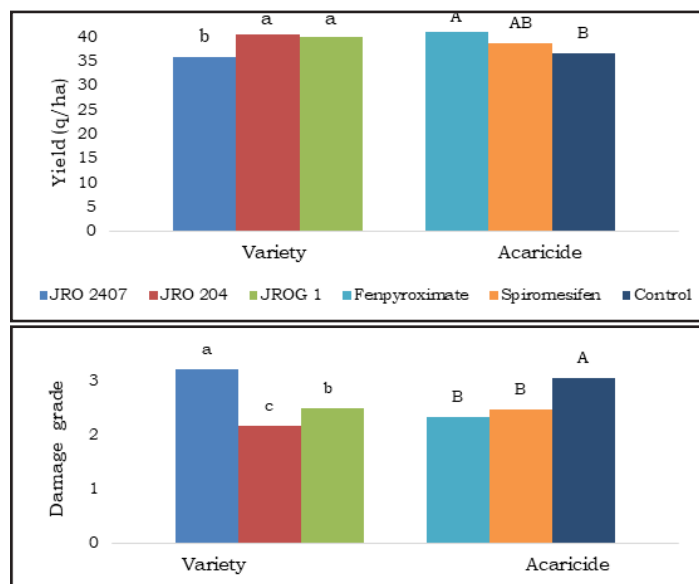 a a A AB B
b
40
35
30
25
20
15
10
5
0
Yield (q/ha)
Variety Acaricide
JRO 2407 JRO 204 JROG 1 Fenpyroximate Spiromesifen Control
a A
c b B B
3
2
1
0
Damage grade
Variety Acaricide